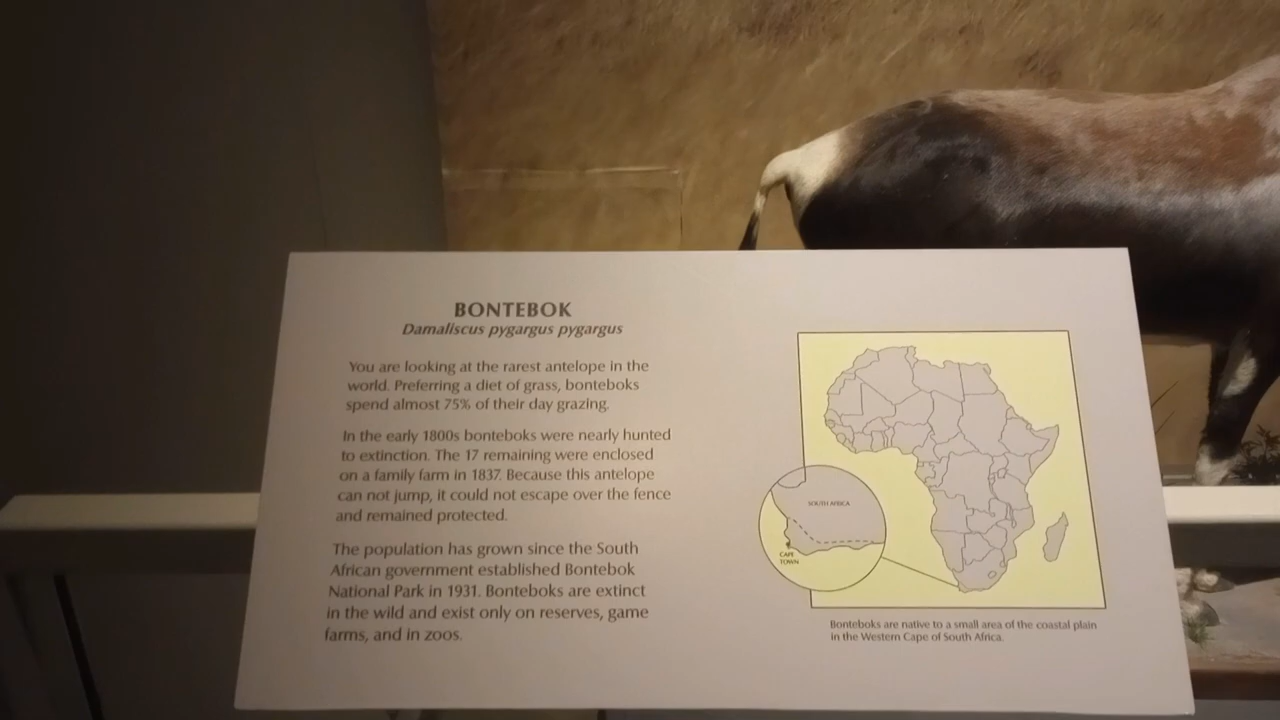 BONTEBOK
Damaliscus pygargus pygargus
You are looking at the rarest antelope in the
world. Preferring a diet of grass, bonteboks
spend almost 75% of their day grazing.
In the early 1800s bonteboks were nearly hunted
to extinction. The 17 remaining were enclosed
on a family farm in 1837. Because this antelope
can not jump, it could not escape over the fence
and remained protected.
The population has grown since the South
African government established Bontebok
National Park in 1931. Bonteboks are extinct
in the wild and exist only on reserves, game
farms, and in zoos.
SOUTH AFRICA
CAPE
TOWN
Bonteboks are native to a small area of the coastal plain
in the Western Cape of South Africa.